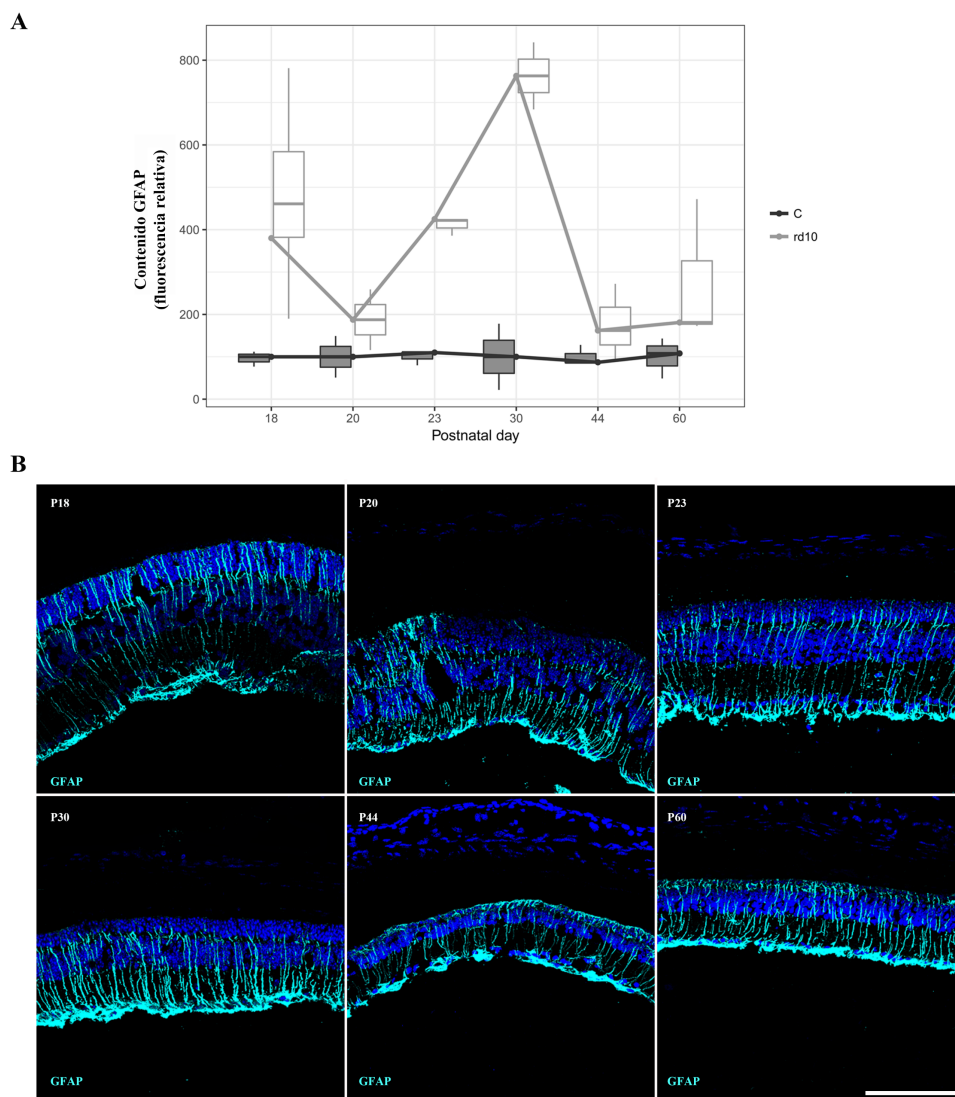 A
Contenido GFAP
(fluorescencia relativa)
800
600
400
200
0
18 20 23 30 44 60
Postnatal day
C
rd10
B
P18 P20 P23
GFAP GFAP GFAP
P30 P44 P60
GFAP GFAP GFAP